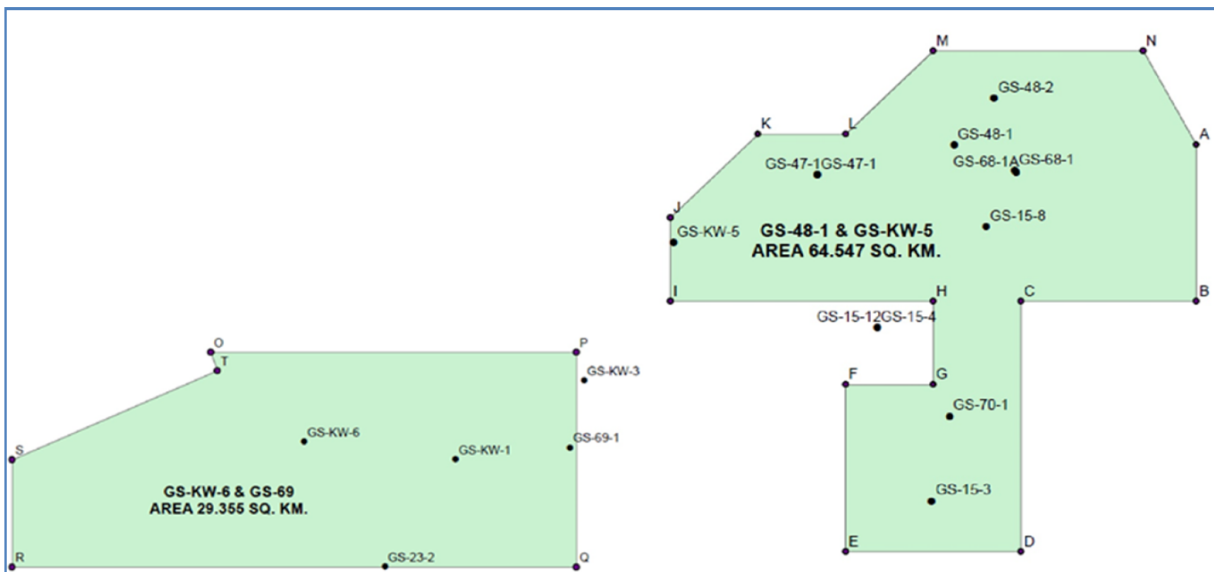 M
N
GS-48-2
K
L
GS-48-1
A
GS-47-1GS-47-1
GS-68-1A
GS-68-1
J
GS-KW-5
GS-15-8
GS-48-1 & GS-KW-5
AREA 64.547 SQ. KM.
I
H
C
B
GS-15-12GS-15-4
O
P
T
GS-KW-3
F
G
GS-70-1
GS-KW-6
GS-69-1
S
GS-KW-1
GS-KW-6 & GS-69
AREA 29.355 SQ. KM.
GS-15-3
R
GS-23-2
Q
E
D